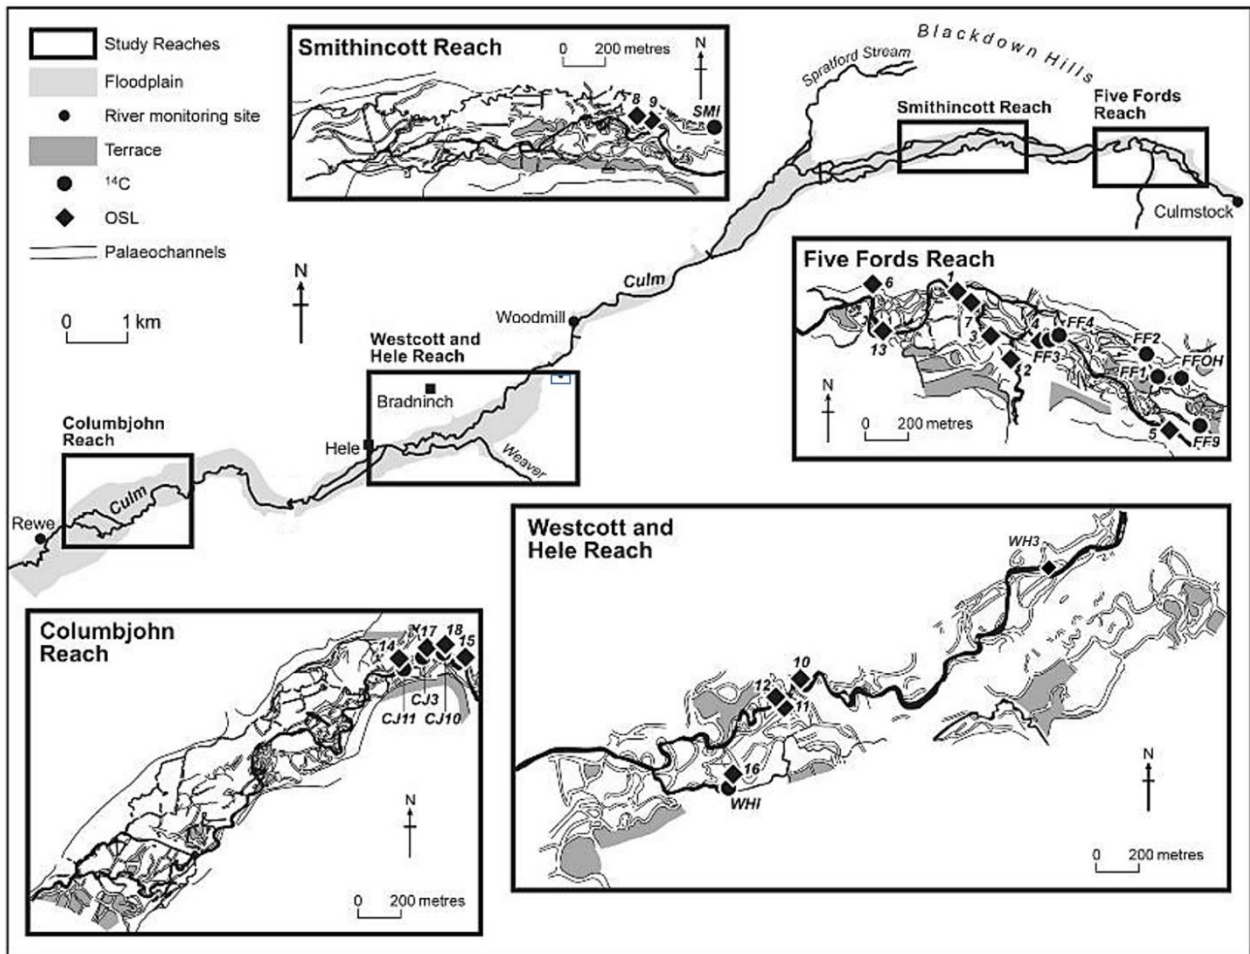 Study Reaches
Floodplain
River monitoring site
Terrace
14C
OSL
Palaeochannels
0 1 km
N
Smithincott Reach
0 200 metres
N
8 9 SMI
Spratford Stream
Blackdown Hills
Smithincott Reach
Five Fords
Reach
Culmstock
Culm
Woodmill
Westcott and
Hele Reach
Bradninch
Hele
Weaver
Columbjohn
Reach
Culm
Rewe
Five Fords Reach
6 1
7
13 3 4 FF4
FF3 FF2
2 FF1 FFOH
5 FF9
N
0 200 metres
Westcott and
Hele Reach
WH3
10
12
11
16
WHi
N
0 200 metres
Columbjohn
Reach
14 17 18 15
CJ3
CJ11 CJ10
N
0 200 metres